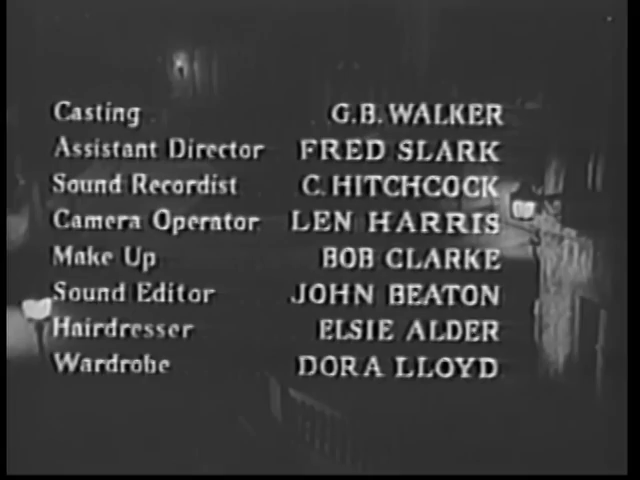 Casting G.B. WALKER
Assistant Director FRED SLARK
Sound Recordist C. HITCHCOCK
Camera Operator LEN HARRIS
Make Up BOB CLARKE
Sound Editor JOHN BEATON
Hairdresser ELSIE ALDER
Wardrobe DORA LLOYD